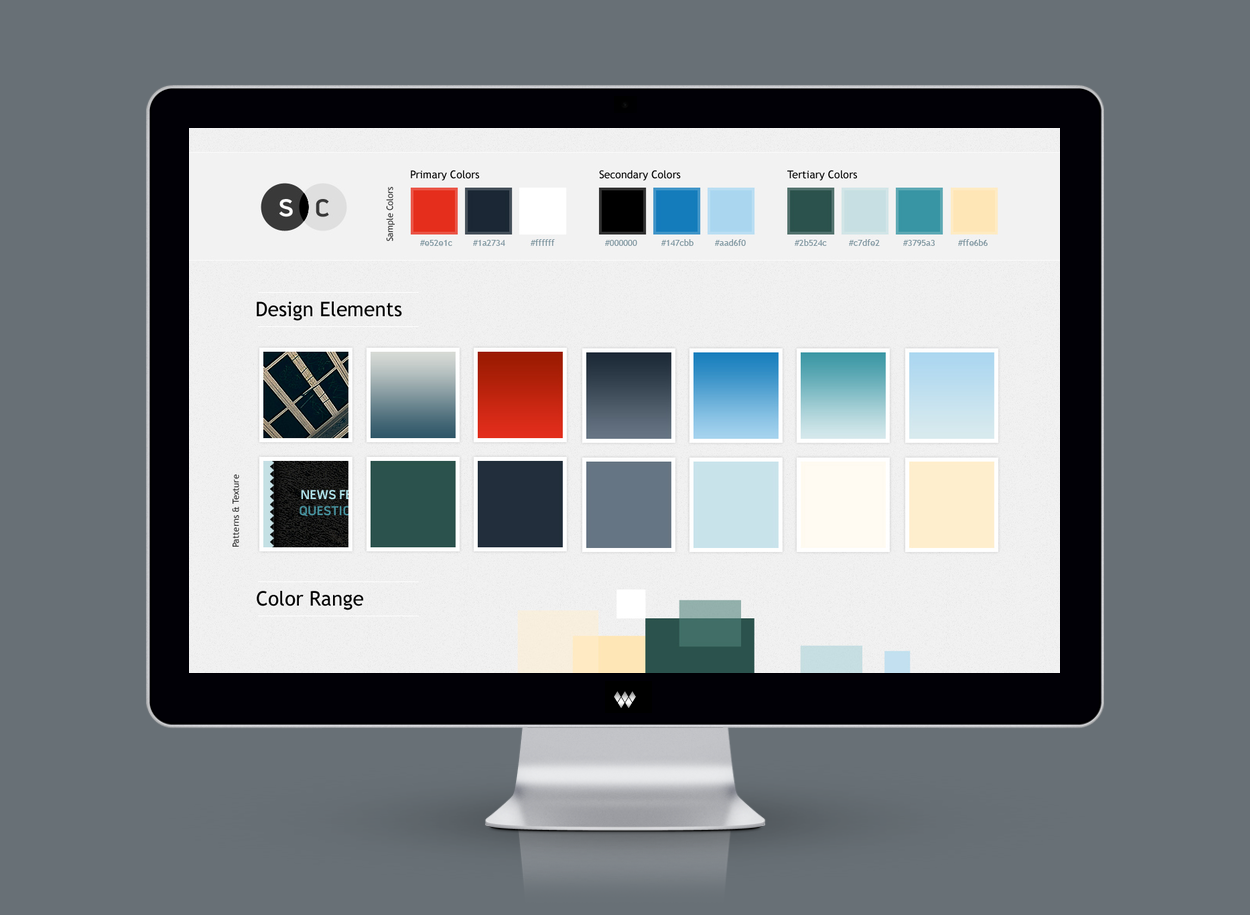 S C
Sample Colors
Primary Colors
#e52e1c #1a2734 #ffffff
Secondary Colors
#000000 #147cbb #aad6f0
Tertiary Colors
#2b524c #c7dfe2 #3795a3 #ffe6b6
Design Elements
Patterns & Texture
NEWS FE
QUESTIO
Color Range